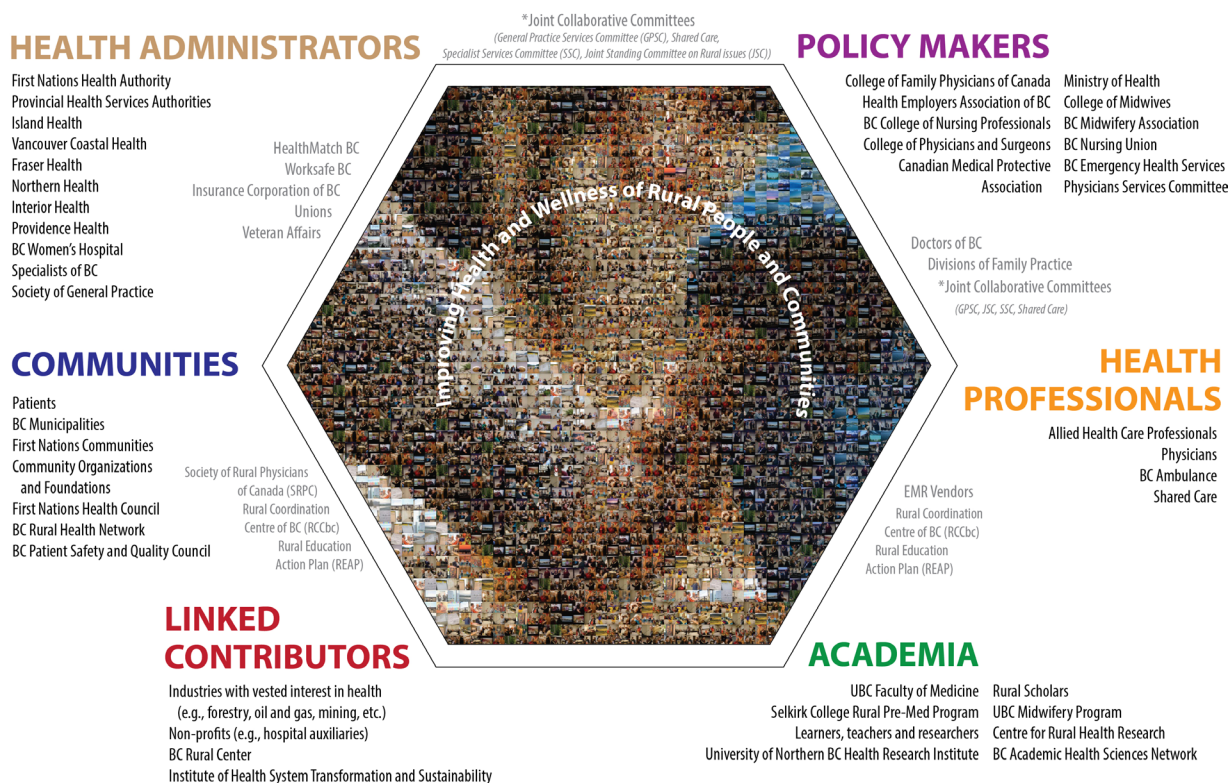 *Joint Collaborative Committees
(General Practice Services Committee (GPSC), Shared Care,
Specialist Services Committee (SSC), Joint Standing Committee on Rural issues (JSC))
HEALTH ADMINISTRATORS
First Nations Health Authority
Provincial Health Services Authorities
Island Health
Vancouver Coastal Health
Fraser Health
Northern Health
Interior Health
Providence Health
BC Women's Hospital
Specialists of BC
Society of General Practice
HealthMatch BC
Worksafe BC
Insurance Corporation of BC
Unions
Veteran Affairs
POLICY MAKERS
College of Family Physicians of Canada
Health Employers Association of BC
BC College of Nursing Professionals
College of Physicians and Surgeons
Canadian Medical Protective
Association
Ministry of Health
College of Midwives
BC Midwifery Association
BC Nursing Union
BC Emergency Health Services
Physicians Services Committee
Doctors of BC
Divisions of Family Practice
*Joint Collaborative Committees
(GPSC, JSC, SSC, Shared Care)
Improving Health and Wellness of Rural People and Communities
COMMUNITIES
Patients
BC Municipalities
First Nations Communities
Community Organizations
and Foundations
First Nations Health Council
BC Rural Health Network
BC Patient Safety and Quality Council
Society of Rural Physicians
of Canada (SRPC)
Rural Coordination
Centre of BC (RCCbc)
Rural Education
Action Plan (REAP)
HEALTH
PROFESSIONALS
Allied Health Care Professionals
Physicians
BC Ambulance
Shared Care
EMR Vendors
Rural Coordination
Centre of BC (RCCbc)
Rural Education
Action Plan (REAP)
LINKED
CONTRIBUTORS
Industries with vested interest in health
(e.g., forestry, oil and gas, mining, etc.)
Non-profits (e.g., hospital auxiliaries)
BC Rural Center
Institute of Health System Transformation and Sustainability
ACADEMIA
UBC Faculty of Medicine
Selkirk College Rural Pre-Med Program
Learners, teachers and researchers
University of Northern BC Health Research Institute
Rural Scholars
UBC Midwifery Program
Centre for Rural Health Research
BC Academic Health Sciences Network